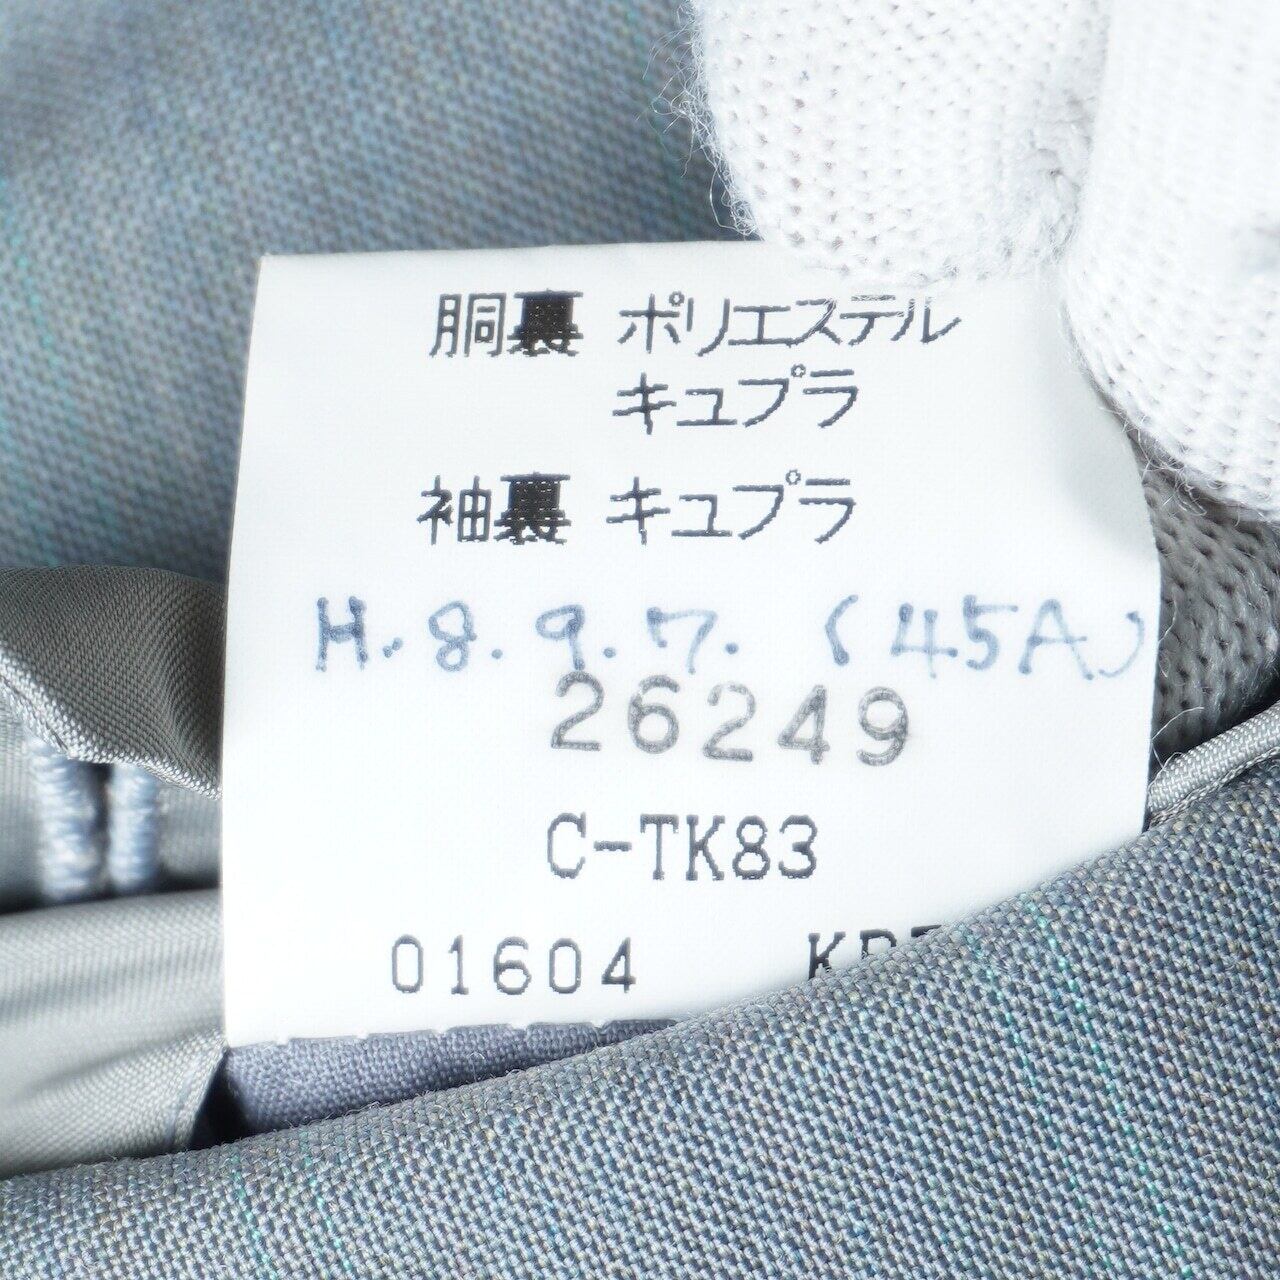 胴裏 ポリエステル
キュプラ
袖裏 キュプラ
H.8.9.7.(45A)
26249
C-TK83
01604